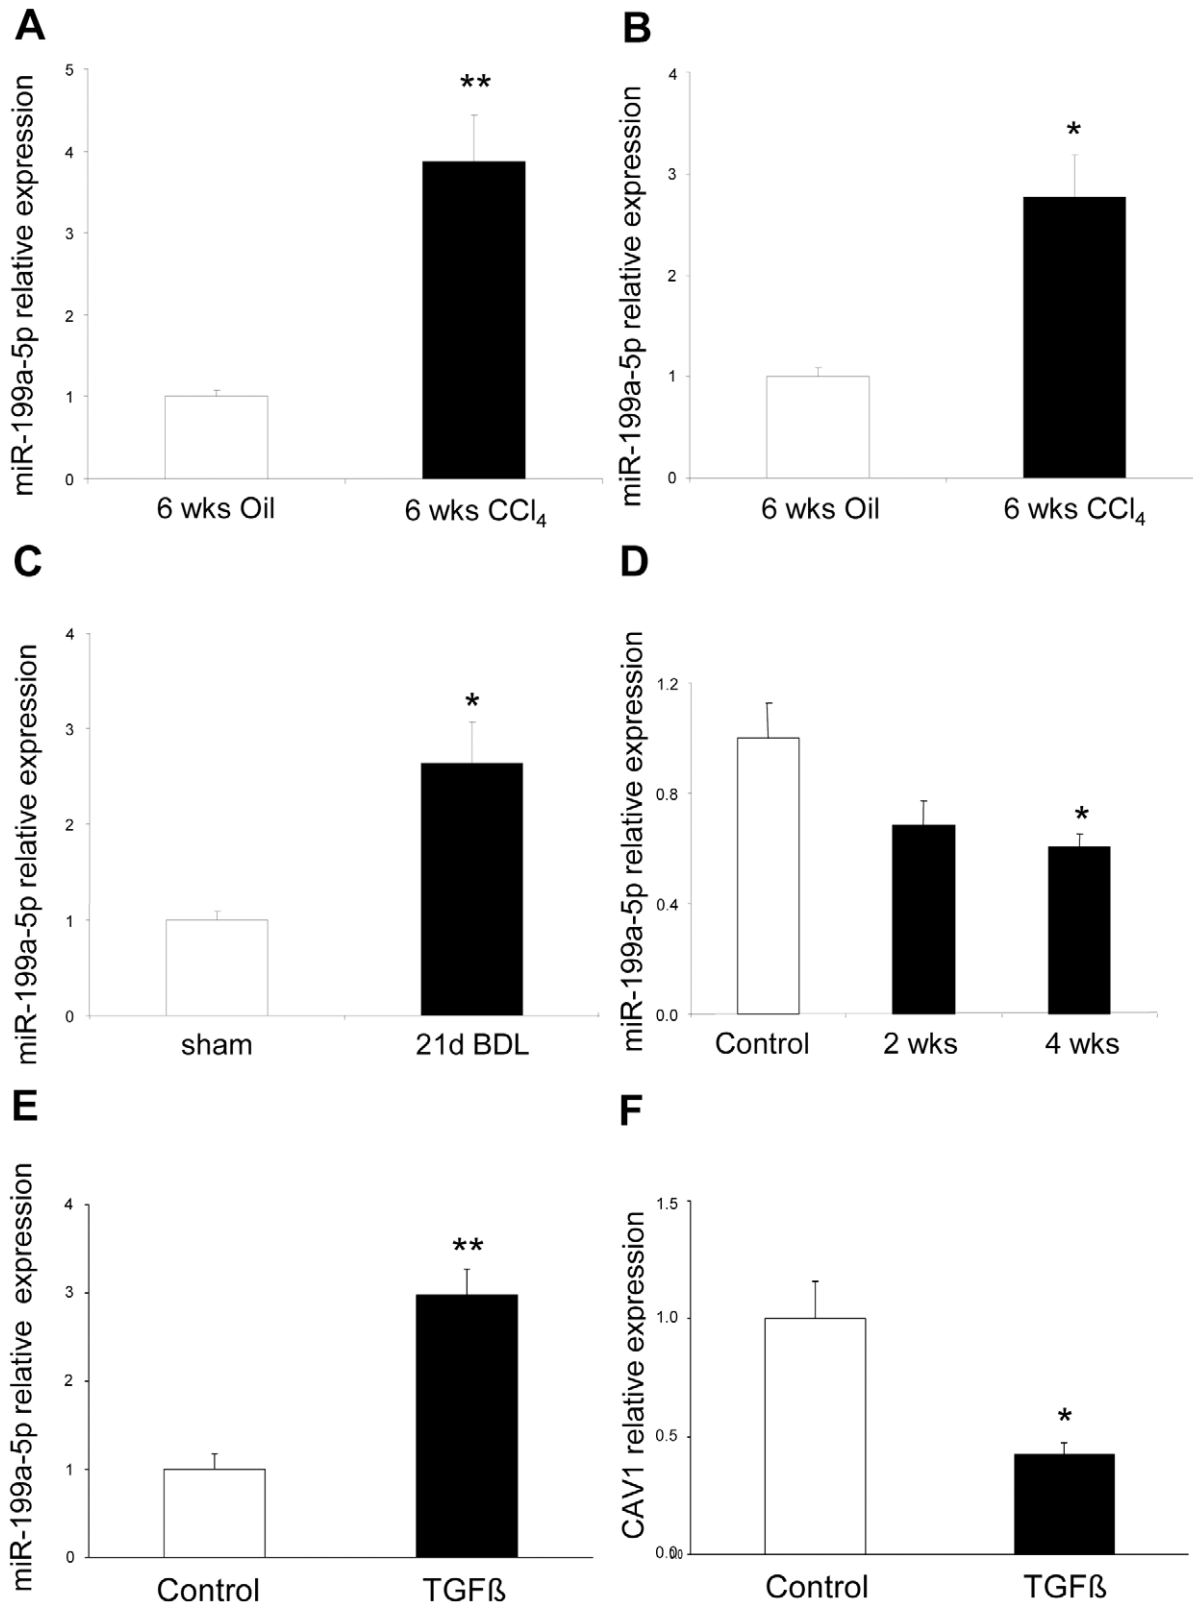 A
miR-199a-5p relative expression
5
4
3
2
1
0
**
6 wks Oil
6 wks CCl₄
B
miR-199a-5p relative expression
4
3
2
1
0
*
6 wks Oil
6 wks CCl₄
C
miR-199a-5p relative expression
4
3
2
1
0
*
sham
21d BDL
D
miR-199a-5p relative expression
1.2
0.8
0.4
0.0
*
Control
2 wks
4 wks
E
miR-199a-5p relative expression
4
3
2
1
0
**
Control
TGFß
F
CAV1 relative expression
1.5
1.0
0.5
0.0
*
Control
TGFß